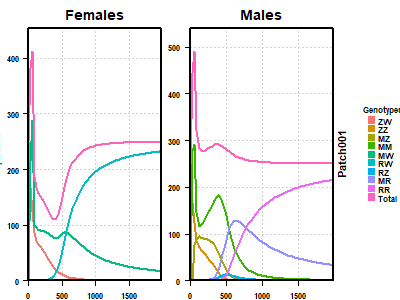 Females
Males
400
300
200
100
0
0
500
1000
1500
500
400
300
200
100
0
0
500
1000
1500
Patch001
Genotypes
ZW
ZZ
MZ
MM
MW
RW
RZ
MR
RR
Total